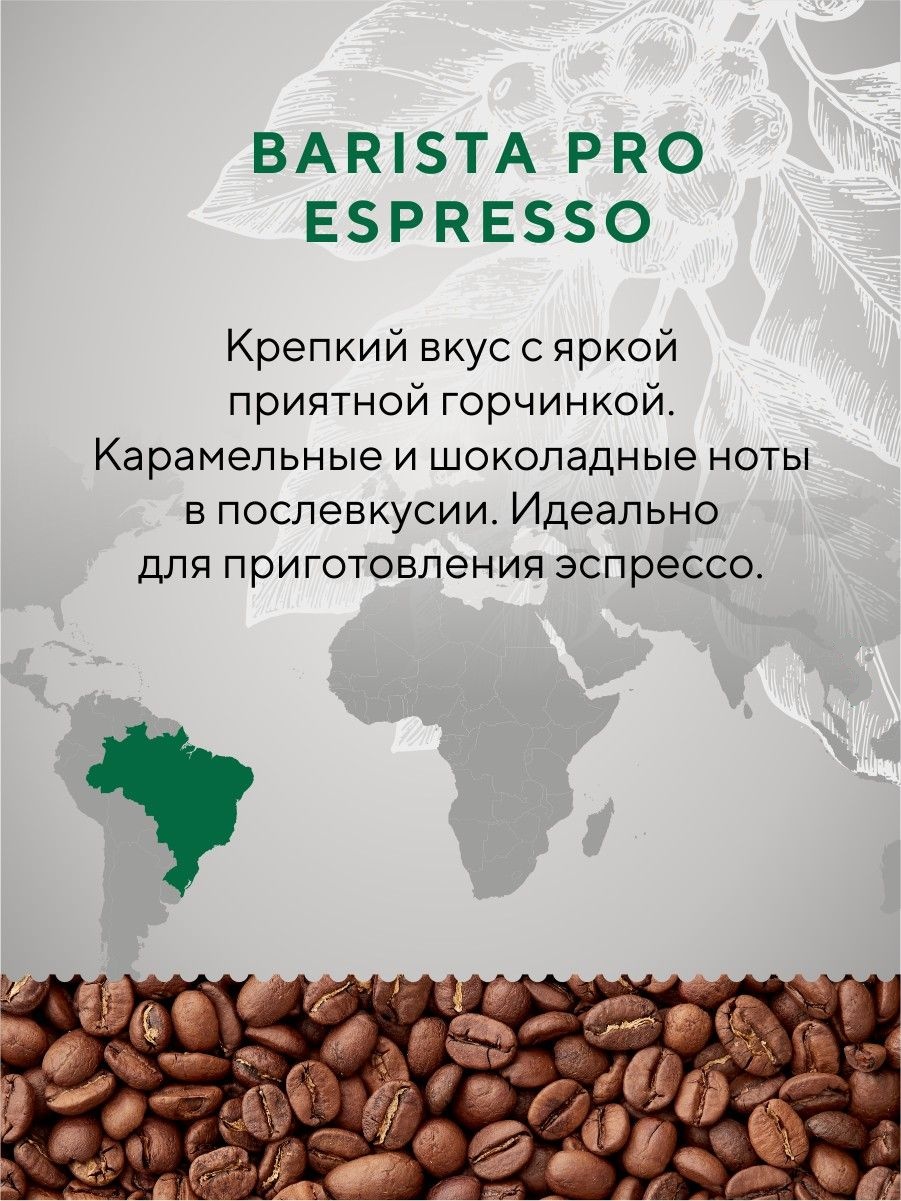 BARISTA PRO
ESPRESSO
Крепкий вкус с яркой
приятной горчинкой.
Карамельные и шоколадные ноты
в послевкусии. Идеально
для приготовления эспрессо.